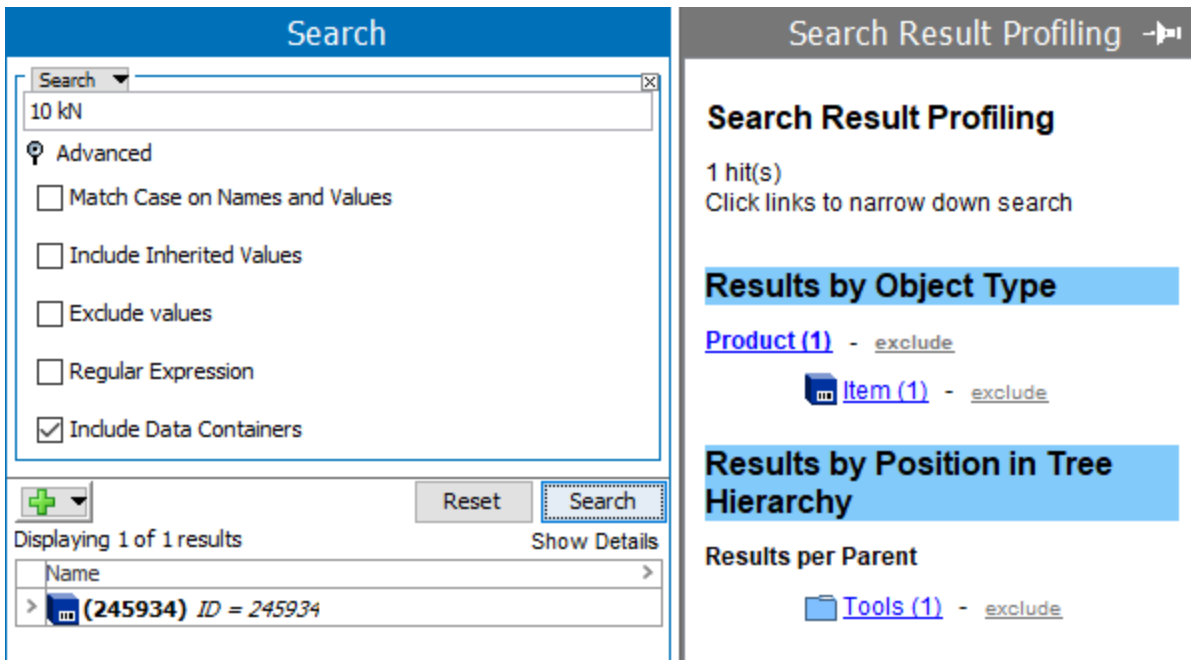 Search
Search
10 kN
Advanced
Match Case on Names and Values
Include Inherited Values
Exclude values
Regular Expression
Include Data Containers
Reset
Search
Displaying 1 of 1 results
Show Details
Name
(245934) ID = 245934
Search Result Profiling
Search Result Profiling
1 hit(s)
Click links to narrow down search
Results by Object Type
Product (1) - exclude
Item (1) - exclude
Results by Position in Tree
Hierarchy
Results per Parent
Tools (1) - exclude